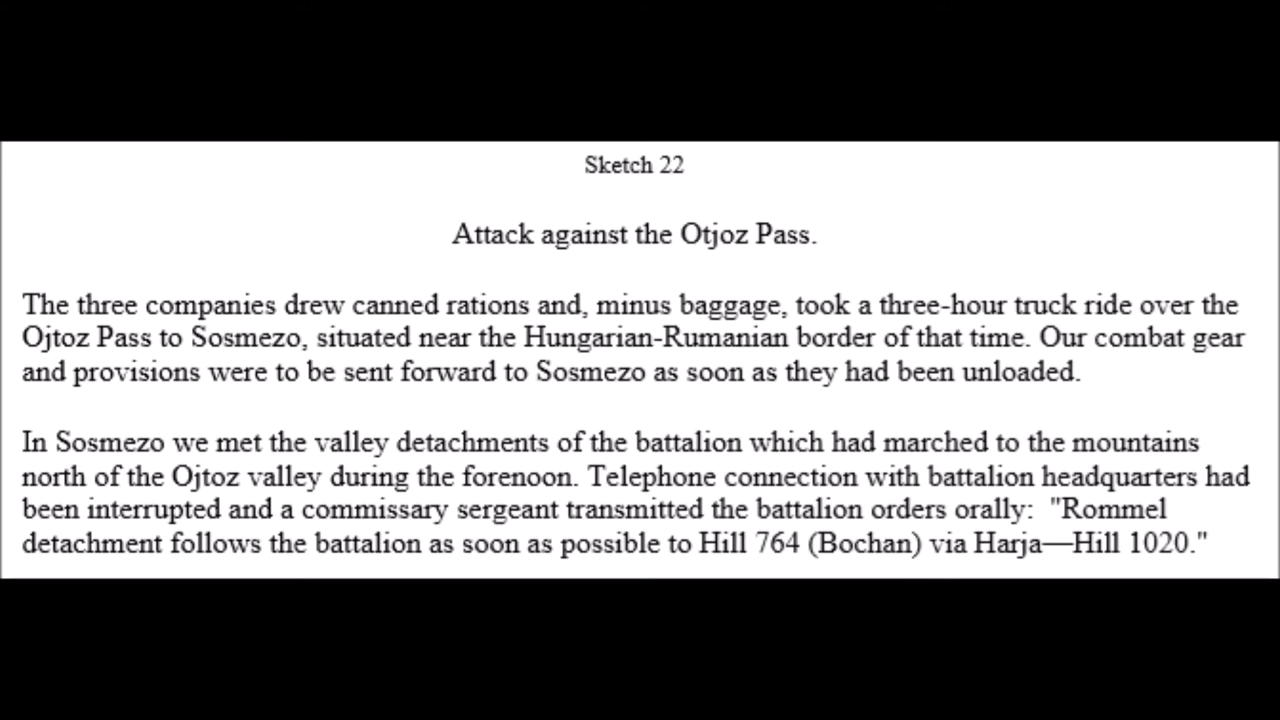 Sketch 22
Attack against the Otjoz Pass.
The three companies drew canned rations and, minus baggage, took a three-hour truck ride over the
Ojtoz Pass to Sosmezo, situated near the Hungarian-Rumanian border of that time. Our combat gear
and provisions were to be sent forward to Sosmezo as soon as they had been unloaded.
In Sosmezo we met the valley detachments of the battalion which had marched to the mountains
north of the Ojtoz valley during the forenoon. Telephone connection with battalion headquarters had
been interrupted and a commissary sergeant transmitted the battalion orders orally:  "Rommel
detachment follows the battalion as soon as possible to Hill 764 (Bochan) via Harja—Hill 1020."